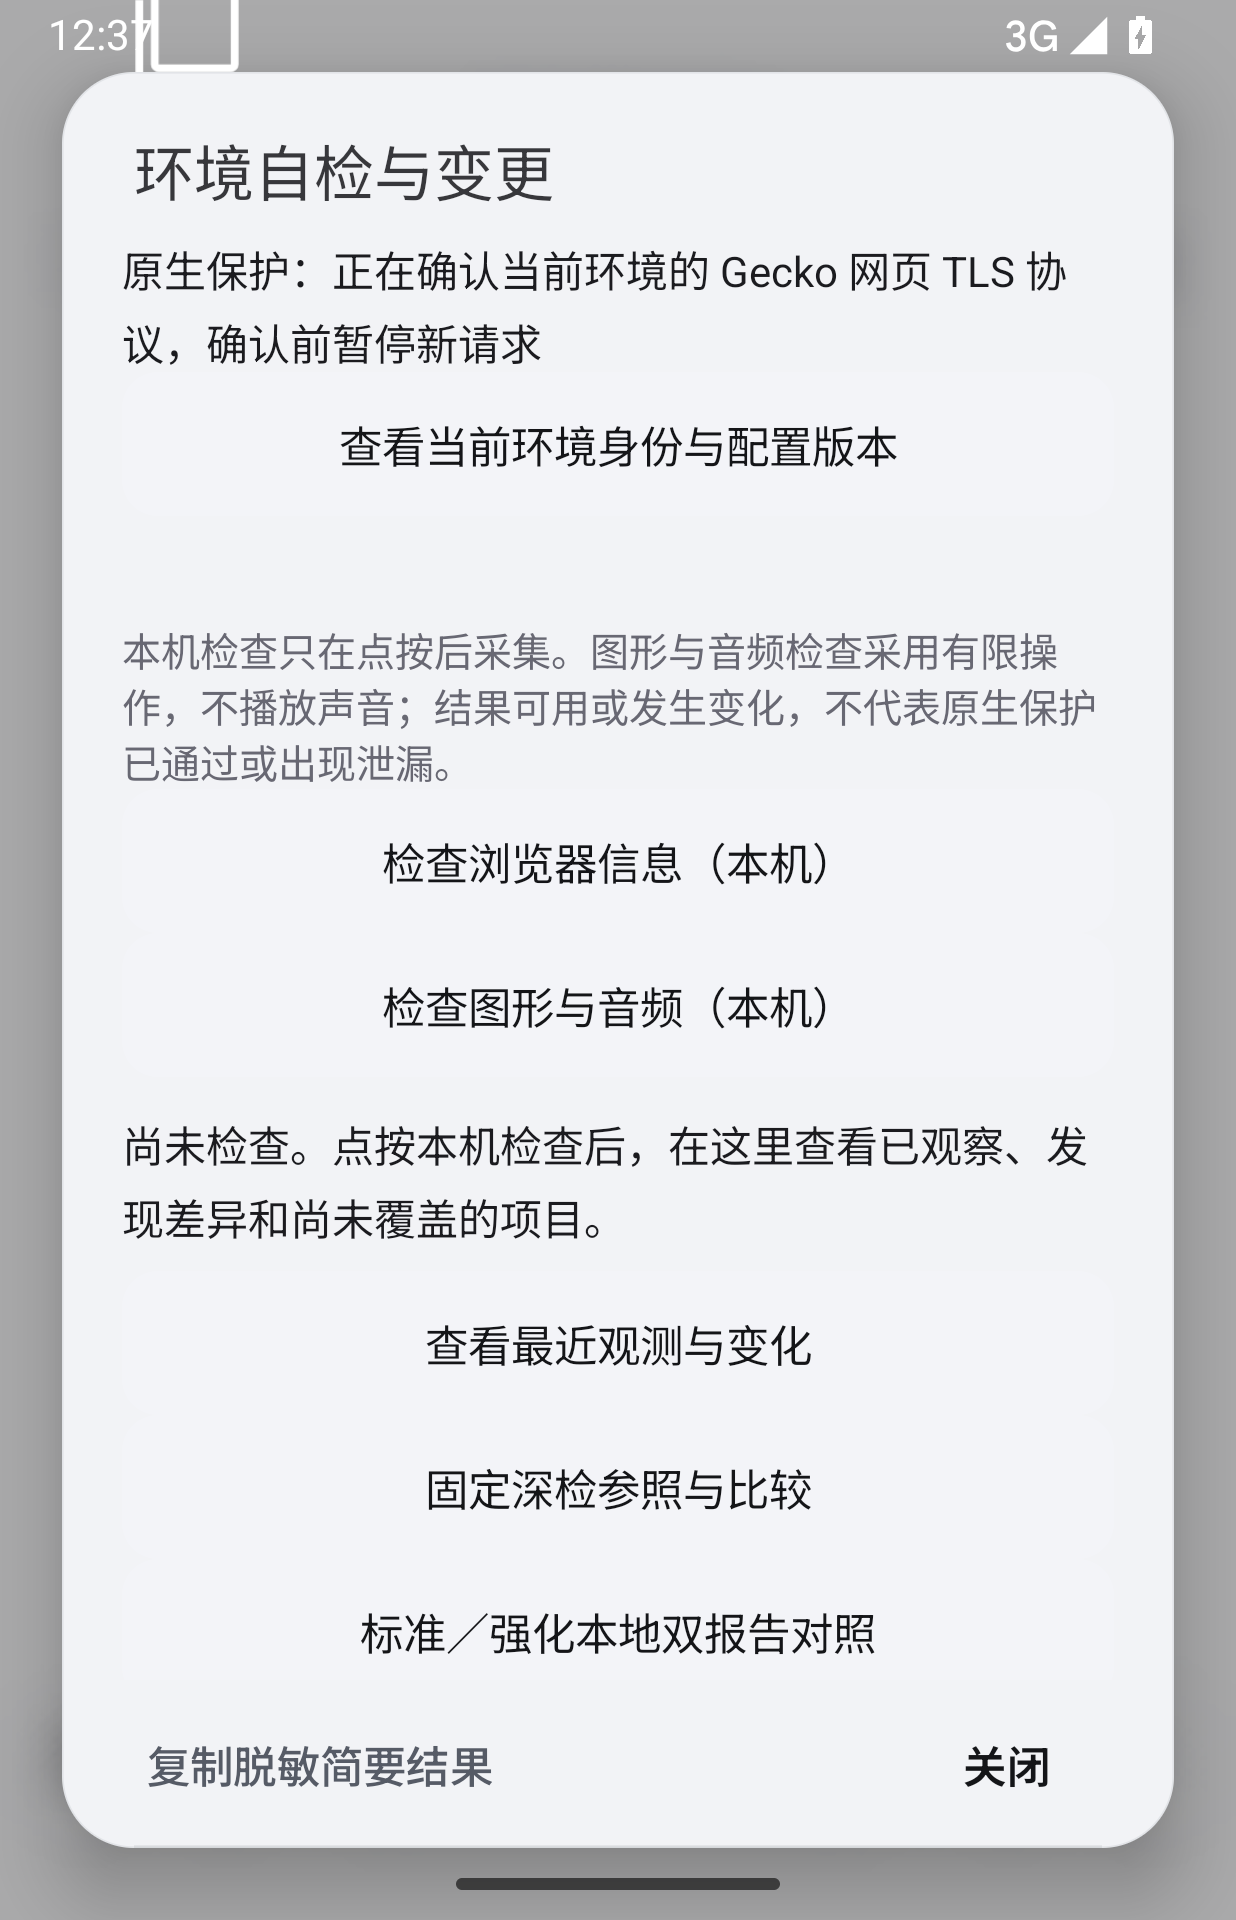 12:37
3G
环境自检与变更
原生保护：正在确认当前环境的 Gecko 网页 TLS 协
议，确认前暂停新请求
查看当前环境身份与配置版本
本机检查只在点按后采集。图形与音频检查采用有限操
作，不播放声音；结果可用或发生变化，不代表原生保护
已通过或出现泄漏。
检查浏览器信息（本机）
检查图形与音频（本机）
尚未检查。点按本机检查后，在这里查看已观察、发
现差异和尚未覆盖的项目。
查看最近观测与变化
固定深检参照与比较
标准／强化本地双报告对照
复制脱敏简要结果
关闭